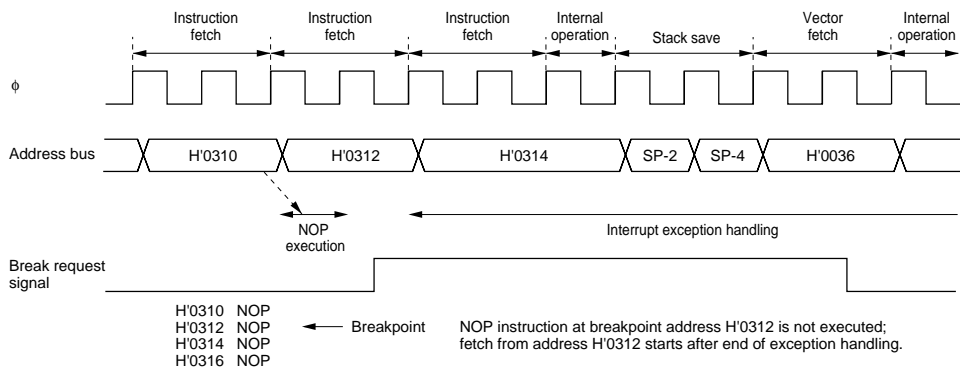 Instruction fetch
Instruction fetch
Instruction fetch
Internal operation
Stack save
Vector fetch
Internal operation
φ
Address bus
H'0310
H'0312
H'0314
SP-2
SP-4
H'0036
NOP execution
Interrupt exception handling
Break request signal
H'0310 NOP
H'0312 NOP
H'0314 NOP
H'0316 NOP
Breakpoint
NOP instruction at breakpoint address H'0312 is not executed;
fetch from address H'0312 starts after end of exception handling.